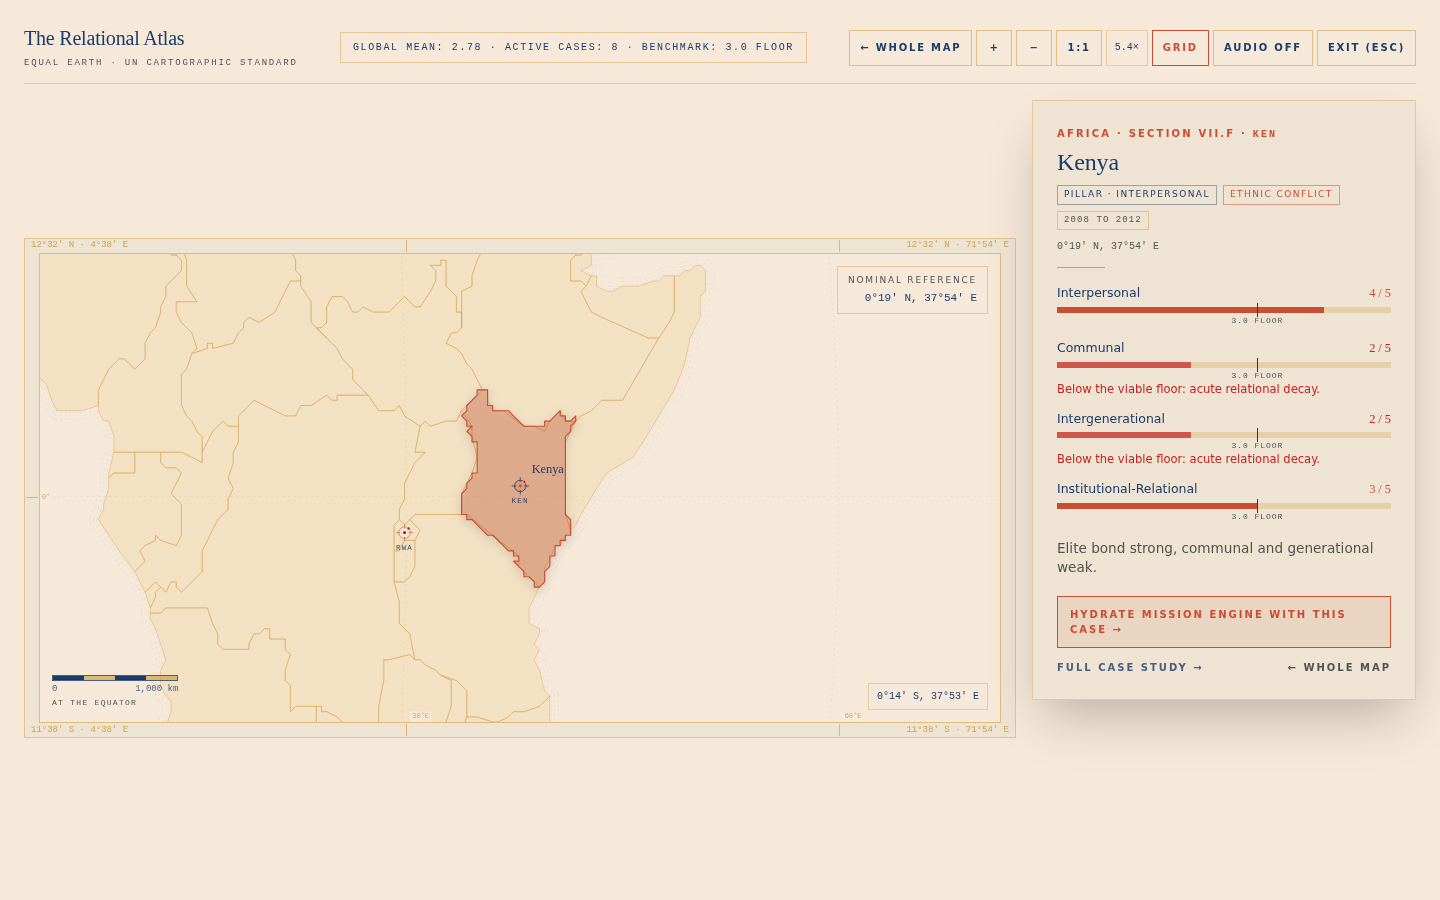 The Relational Atlas
EQUAL EARTH · UN CARTOGRAPHIC STANDARD
GLOBAL MEAN: 2.78 · ACTIVE CASES: 8 · BENCHMARK: 3.0 FLOOR
← WHOLE MAP
+
−
1:1
5.4×
GRID
AUDIO OFF
EXIT (ESC)
12°32' N · 4°38' E
12°32' N · 71°54' E
NOMINAL REFERENCE
0°19' N, 37°54' E
Kenya
KEN
0°
RWA
0
1,000 km
AT THE EQUATOR
0°14' S, 37°53' E
30°E
60°E
11°38' S · 4°38' E
11°38' S · 71°54' E
AFRICA · SECTION VII.F · KEN
Kenya
PILLAR · INTERPERSONAL
ETHNIC CONFLICT
2008 TO 2012
0°19' N, 37°54' E
Interpersonal
4 / 5
3.0 FLOOR
Communal
2 / 5
3.0 FLOOR
Below the viable floor: acute relational decay.
Intergenerational
2 / 5
3.0 FLOOR
Below the viable floor: acute relational decay.
Institutional-Relational
3 / 5
3.0 FLOOR
Elite bond strong, communal and generational
weak.
HYDRATE MISSION ENGINE WITH THIS
CASE →
FULL CASE STUDY →
← WHOLE MAP